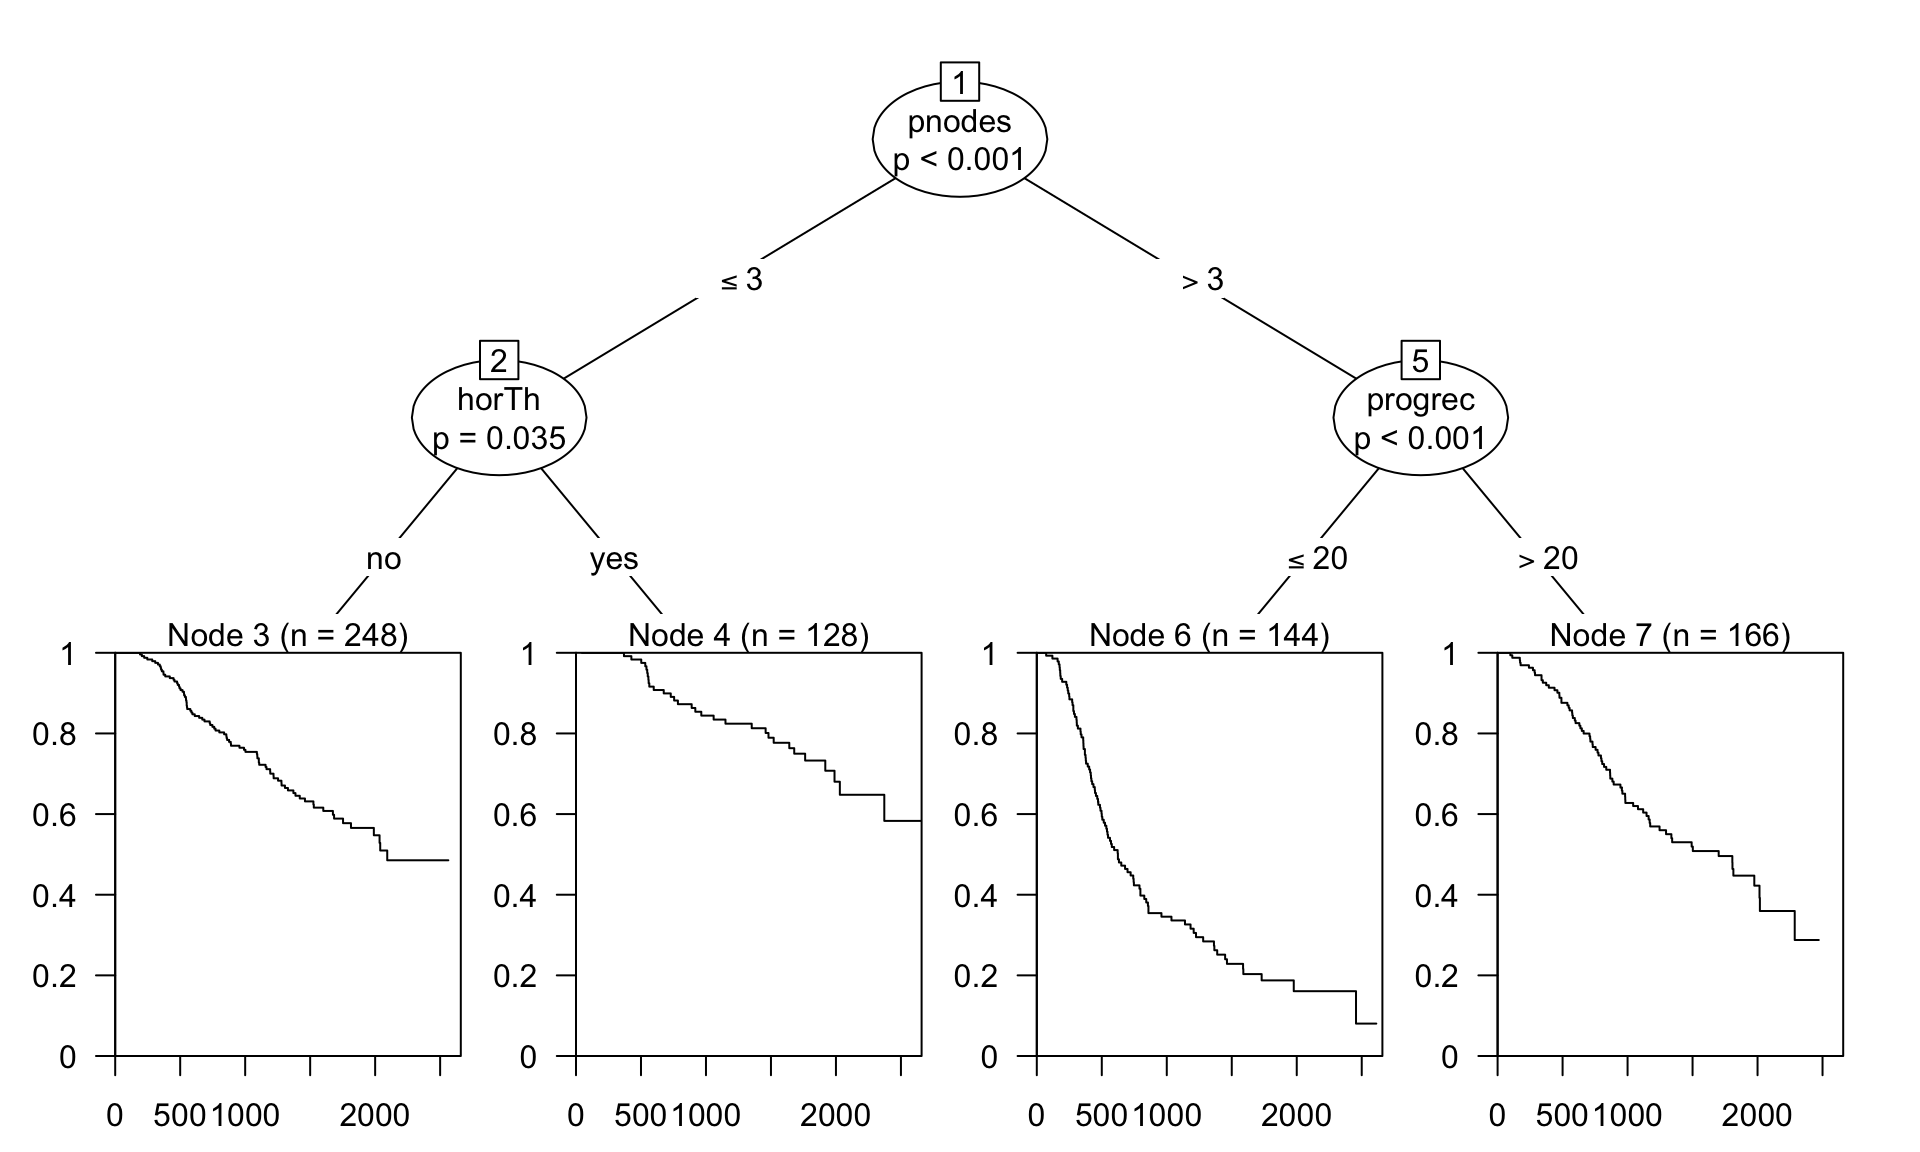 1
pnodes
p < 0.001
≤ 3
> 3
2
horTh
p = 0.035
5
progrec
p < 0.001
no
yes
≤ 20
> 20
Node 3 (n = 248)
1
0.8
0.6
0.4
0.2
0
0 500 1000 2000
Node 4 (n = 128)
1
0.8
0.6
0.4
0.2
0
0 500 1000 2000
Node 6 (n = 144)
1
0.8
0.6
0.4
0.2
0
0 500 1000 2000
Node 7 (n = 166)
1
0.8
0.6
0.4
0.2
0
0 500 1000 2000